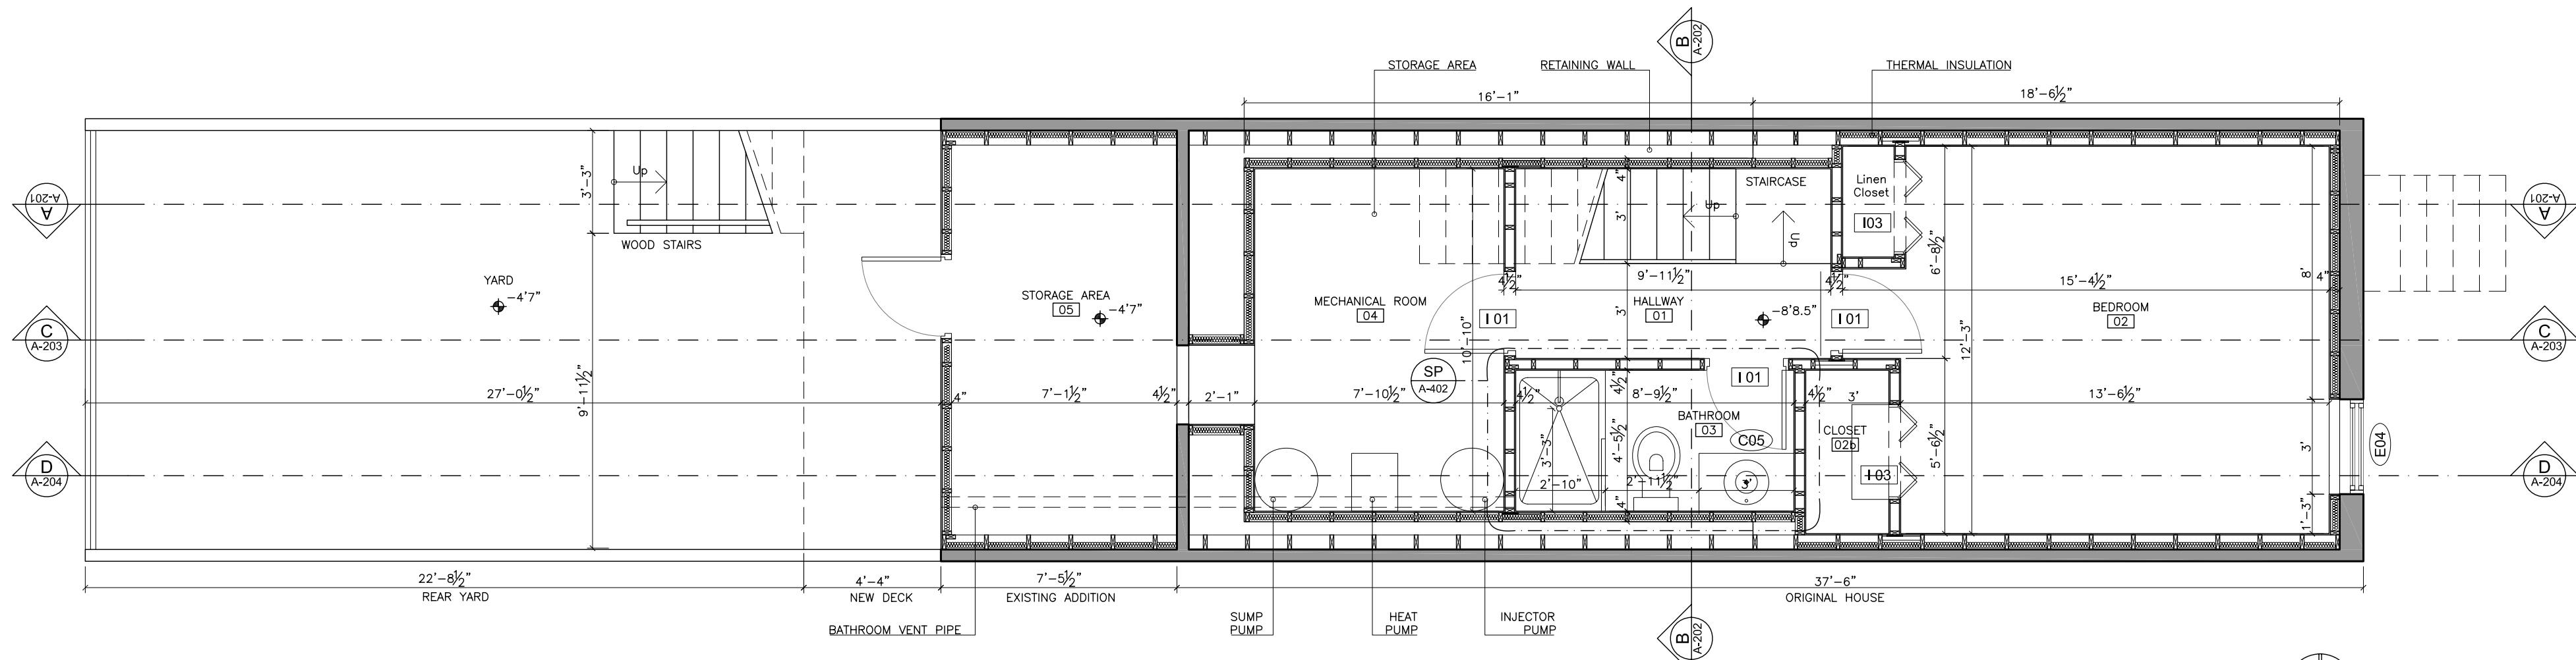 B
A-202
STORAGE AREA
RETAINING WALL
THERMAL INSULATION
16'-1"
18'-6½"
A
A-201
3'-3"
Up
WOOD STAIRS
YARD
-4'7"
STORAGE AREA
05
-4'7"
4"
3'
STAIRCASE
Up
Up
Linen
Closet
I03
6'-8½"
8'
4"
A
A-201
C
A-203
MECHANICAL ROOM
04
10'-10"
4½"
9'-11½"
4½"
I01
HALLWAY
01
3'
-8'8.5"
I01
15'-4½"
BEDROOM
02
12'-3"
C
A-203
27'-0½"
9'-11½"
4"
7'-1½"
4½"
2'-1"
7'-10½"
SP
A-402
4½"
4½"
8'-9½"
I01
4½"
3'
13'-6½"
BATHROOM
03
C05
CLOSET
02b
I03
E04
D
A-204
3'-3"
4'-5½"
2'-10"
2'-11½"
3'
4"
5'-6½"
3'
1'-3"
D
A-204
22'-8½"
REAR YARD
4'-4"
NEW DECK
7'-5½"
EXISTING ADDITION
37'-6"
ORIGINAL HOUSE
BATHROOM VENT PIPE
SUMP
PUMP
HEAT
PUMP
INJECTOR
PUMP
B
A-202